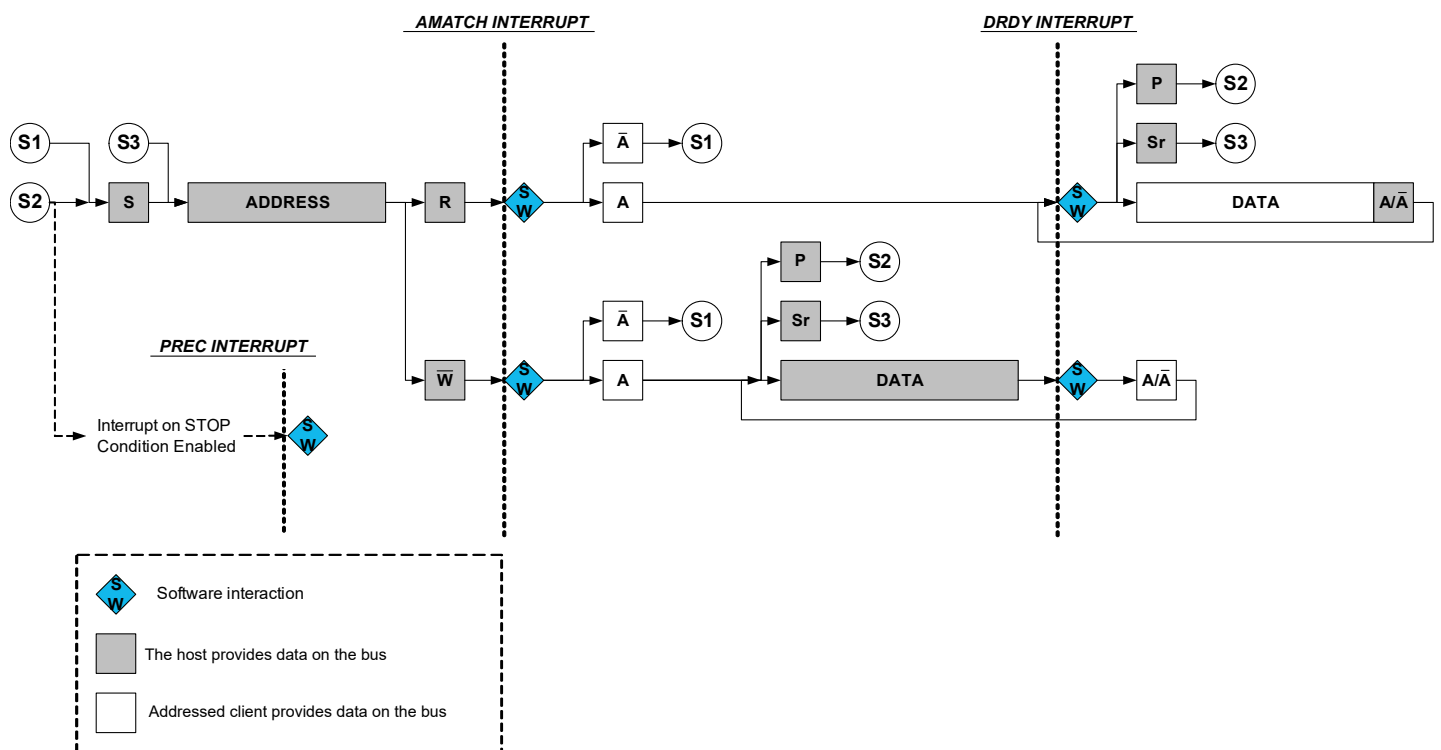 AMATCH INTERRUPT
DRDY INTERRUPT
P
S2
S1
S3
A̅
S1
Sr
S3
S2
S
ADDRESS
R
S
W
A
S
W
DATA
A/A̅
P
S2
A̅
S1
Sr
S3
PREC INTERRUPT
W̅
S
W
A
DATA
S
W
A/A̅
Interrupt on STOP
Condition Enabled
S
W
S
W
Software interaction
The host provides data on the bus
Addressed client provides data on the bus